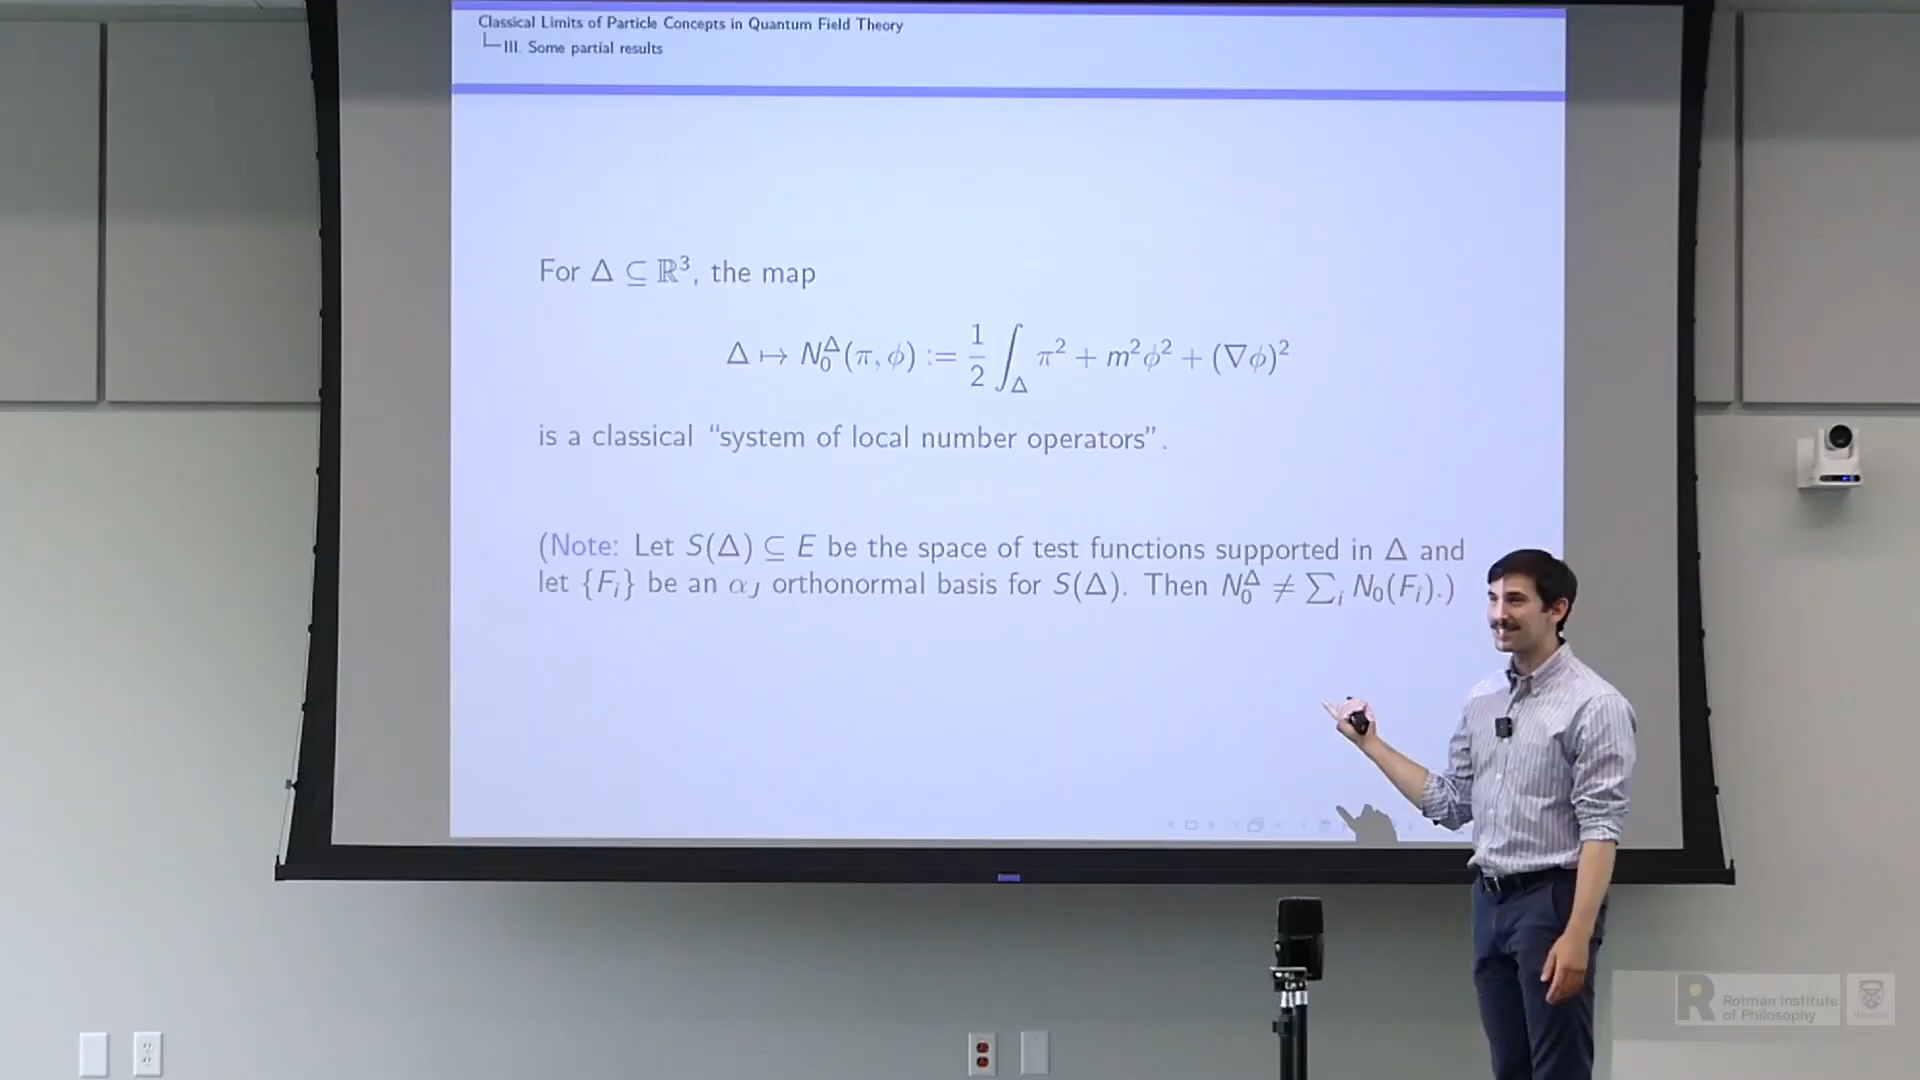 Classical Limits of Particle Concepts in Quantum Field Theory
III. Some partial results
For Δ ⊆ ℝ³, the map
Δ ↦ N₀^Δ(π, ϕ) := 1/2 ∫_Δ π² + m²ϕ² + (∇ϕ)²
is a classical “system of local number operators”.
(Note: Let S(Δ) ⊆ E be the space of test functions supported in Δ and
let {Fᵢ} be an α_J orthonormal basis for S(Δ). Then N₀^Δ ≠ ∑ᵢ N₀(Fᵢ).)
R Rotman Institute
of Philosophy